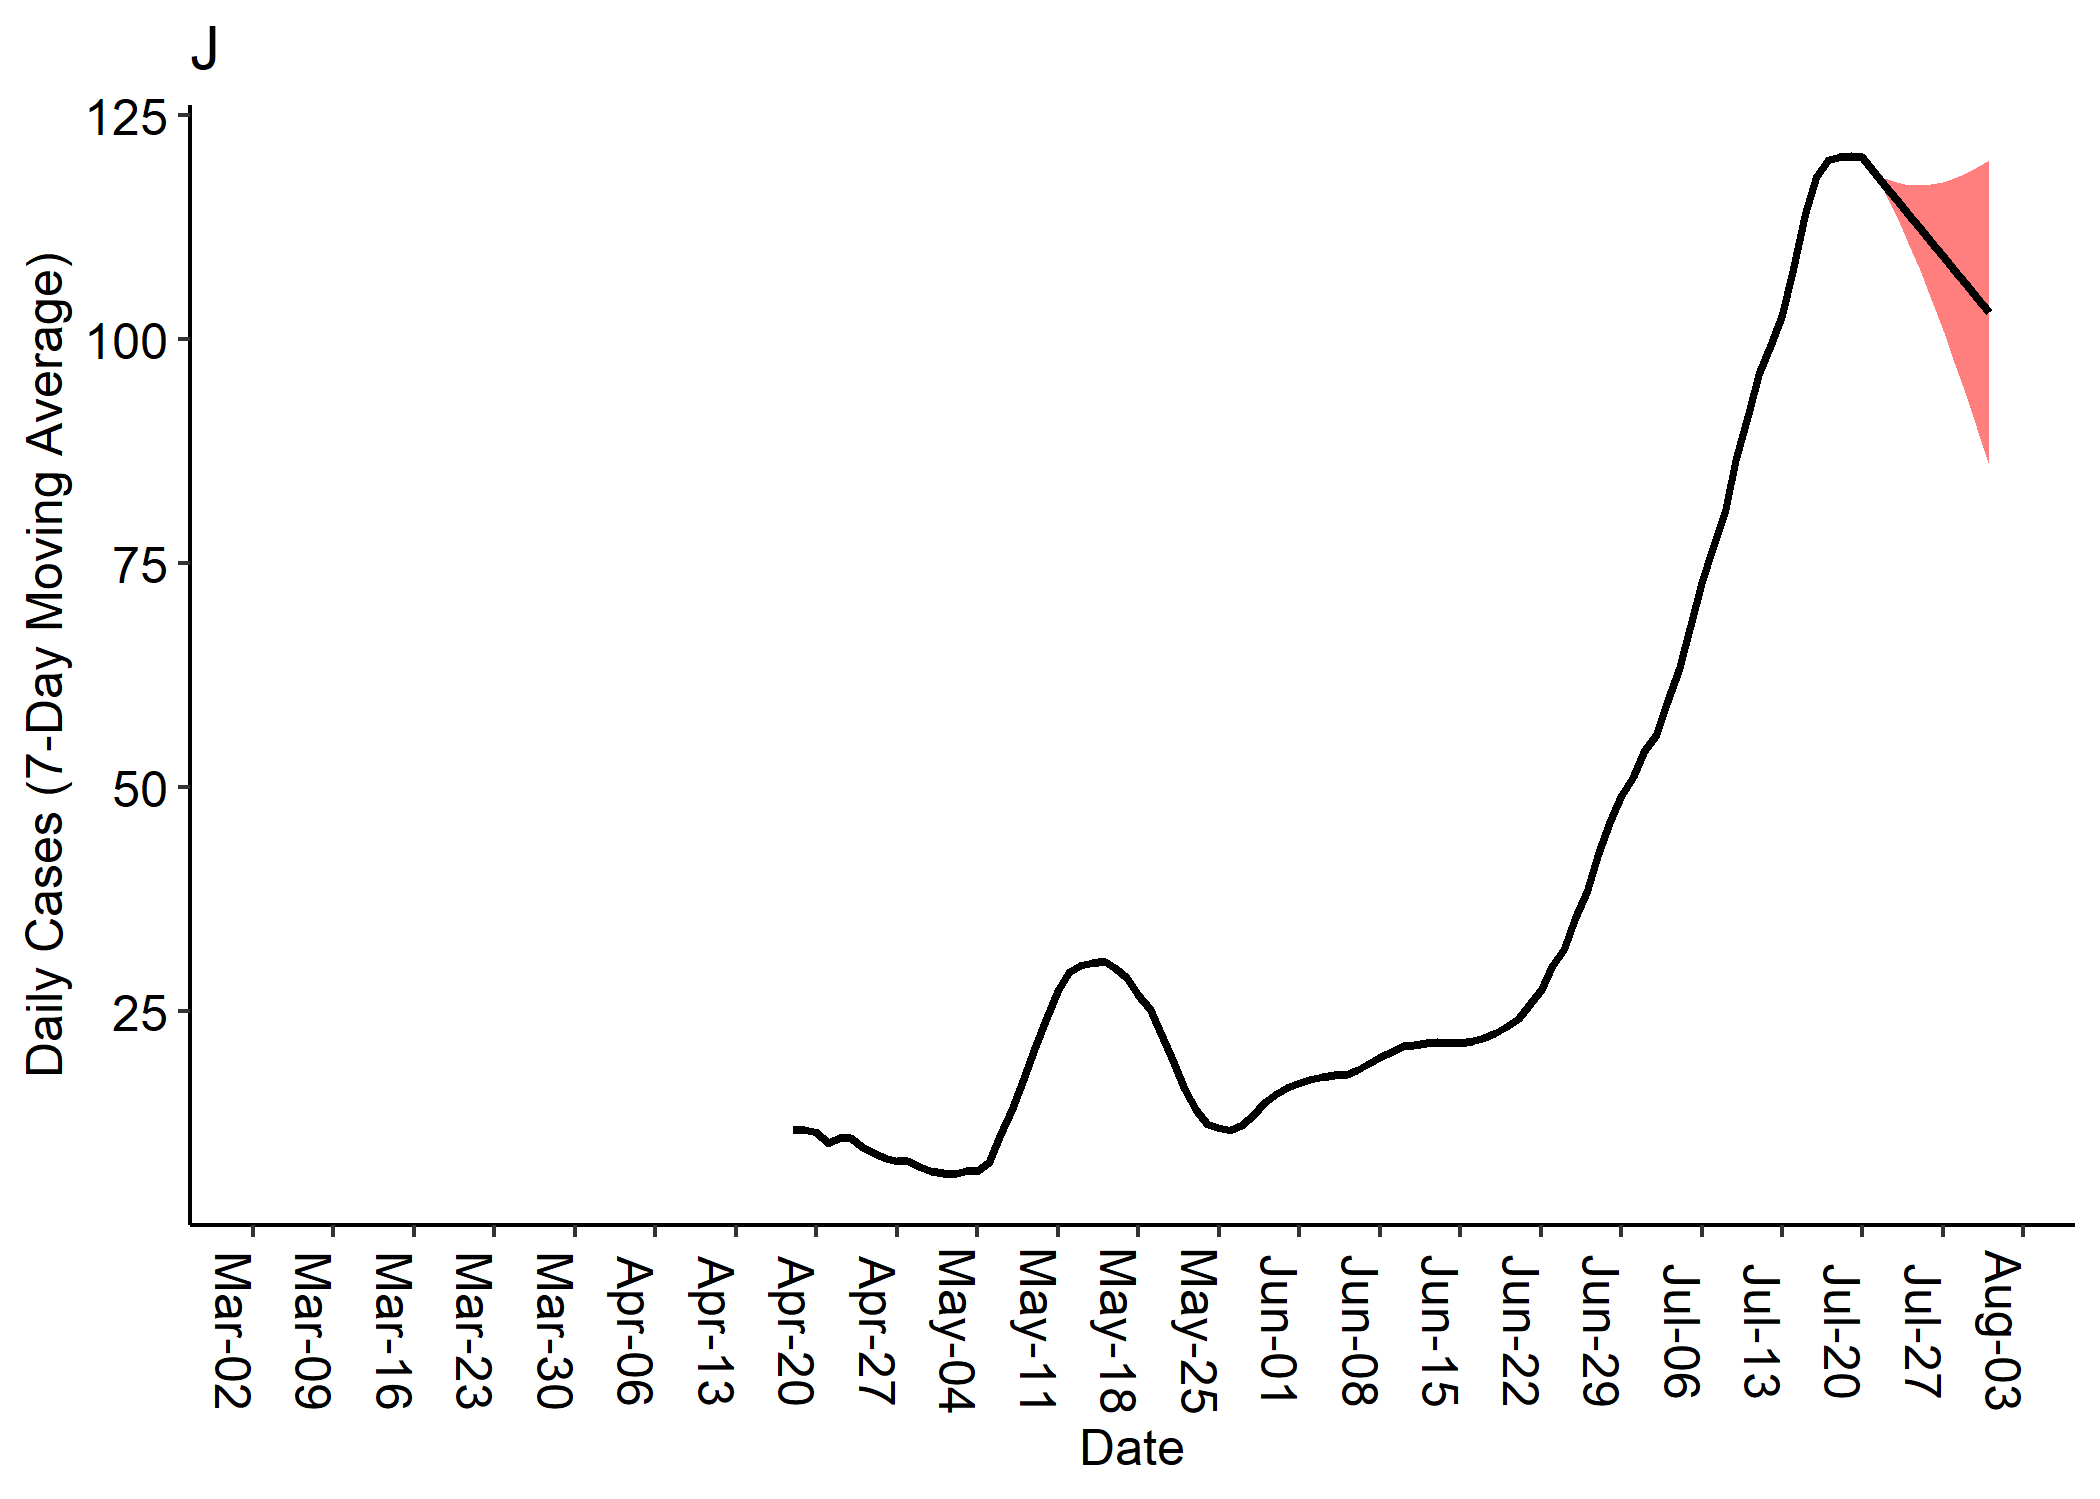 J
Daily Cases (7-Day Moving Average)
125
100
75
50
25
Mar-02
Mar-09
Mar-16
Mar-23
Mar-30
Apr-06
Apr-13
Apr-20
Apr-27
May-04
May-11
May-18
May-25
Jun-01
Jun-08
Jun-15
Jun-22
Jun-29
Jul-06
Jul-13
Jul-20
Jul-27
Aug-03
Date